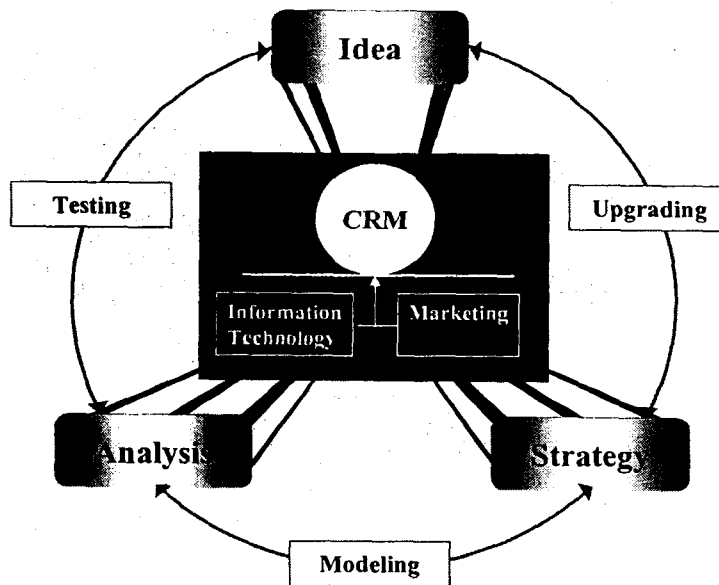 Idea
Testing
Upgrading
CRM
Information
Technology
Marketing
Analysis
Strategy
Modeling